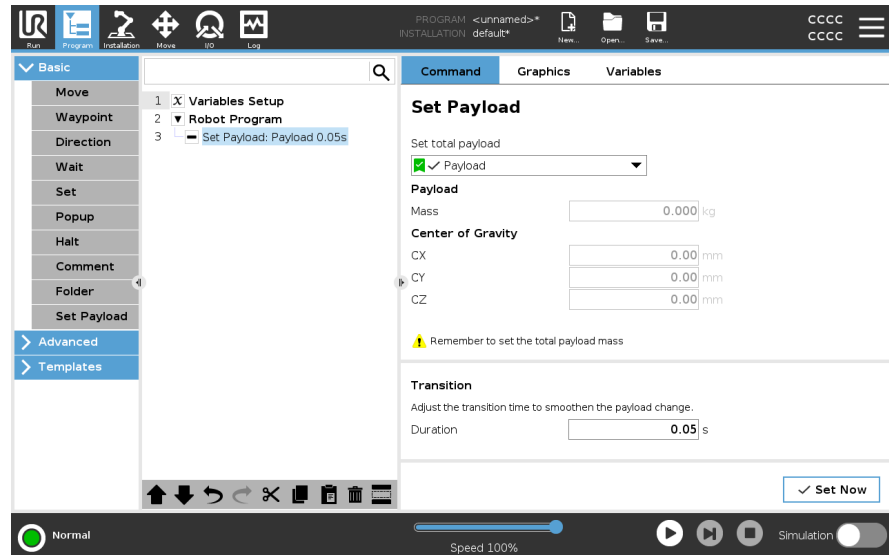 UR
Run
Program
Installation
Move
I/O
Log
PROGRAM <unnamed>*
INSTALLATION default*
New...
Open...
Save...
cccc
cccc
Basic
Move
Waypoint
Direction
Wait
Set
Popup
Halt
Comment
Folder
Set Payload
Advanced
Templates
1 X Variables Setup
2 Robot Program
3 Set Payload: Payload 0.05s
Command Graphics Variables
Set Payload
Set total payload
Payload
Payload
Mass 0.000 kg
Center of Gravity
CX 0.00 mm
CY 0.00 mm
CZ 0.00 mm
Remember to set the total payload mass
Transition
Adjust the transition time to smoothen the payload change.
Duration 0.05 s
Set Now
Normal
Speed 100%
Simulation